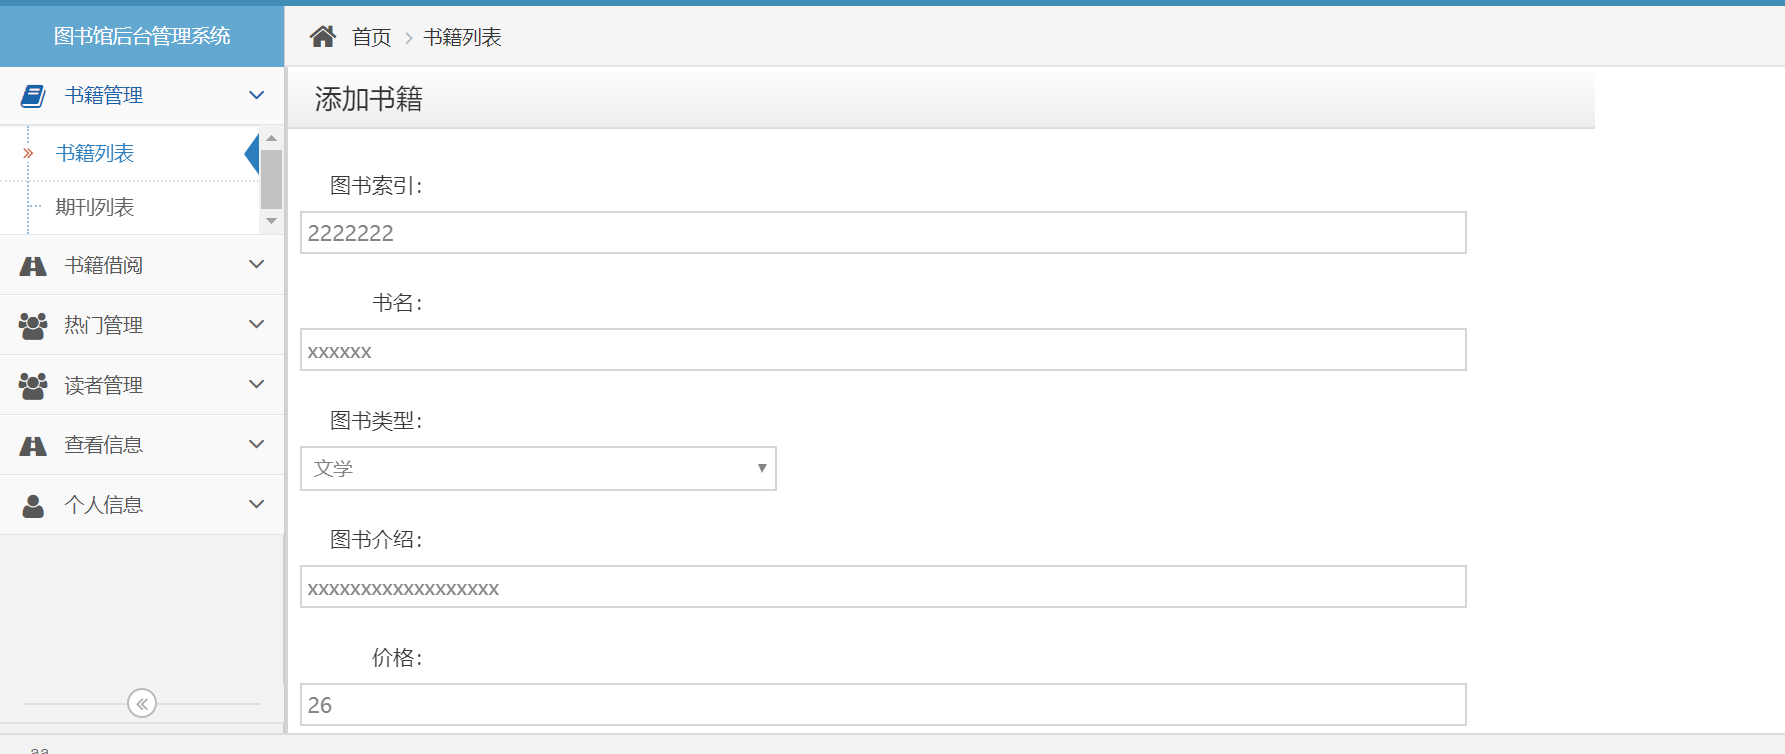 图书馆后台管理系统
首页 > 书籍列表
书籍管理
书籍列表
期刊列表
书籍借阅
热门管理
读者管理
查看信息
个人信息
添加书籍
图书索引：
2222222
书名：
xxxxxx
图书类型：
文学
图书介绍：
xxxxxxxxxxxxxxxxxx
价格：
26